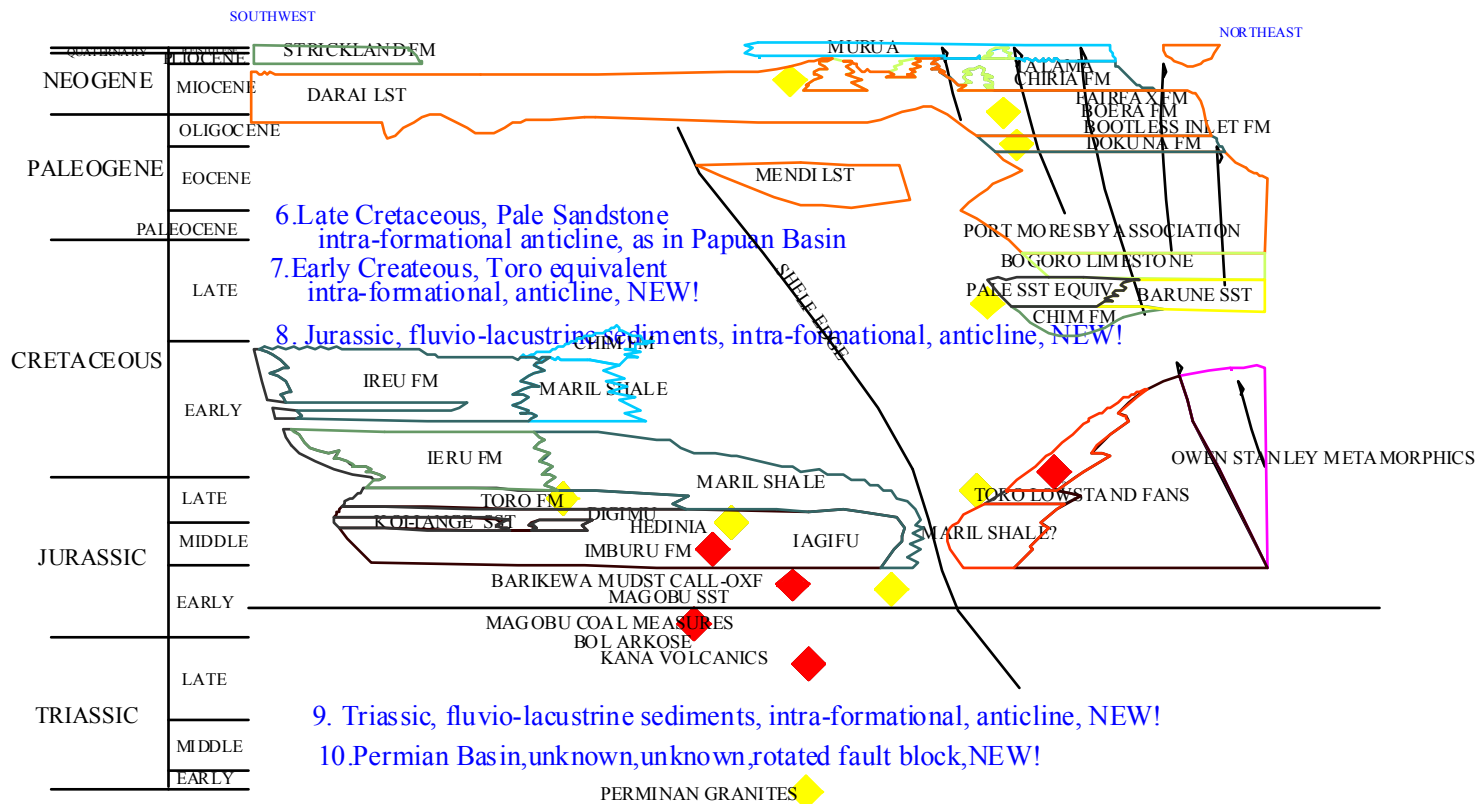 SOUTHWEST
NORTHEAST
QUATERNARY
PLIOCENE
STRICKLAND FM
MURUA
NEOGENE
MIOCENE
DARAI LST
TALAMA
CHIRIA FM
FAIRFAX FM
BOERA FM
OLIGOCENE
BOOTLESS INLET FM
DOKUNA FM
PALEOGENE
EOCENE
MENDI LST
6.Late Cretaceous, Pale Sandstone
intra-formational anticline, as in Papuan Basin
PALEOCENE
PORT MORESBY ASSOCIATION
7.Early Createous, Toro equivalent
intra-formational, anticline, NEW!
BOGORO LIMESTONE
LATE
PALE SST EQUIV
BARUNE SST
CHIM FM
SHELF EDGE
8. Jurassic, fluvio-lacustrine sediments, intra-formational, anticline, NEW!
CHIM FM
CRETACEOUS
IREU FM
MARIL SHALE
EARLY
IERU FM
OWEN STANLEY METAMORPHICS
MARIL SHALE
LATE
TORO FM
TORO LOWSTAND FANS
DIGIMU
KOI-IANGE SST
HEDINIA
MARIL SHALE?
MIDDLE
IAGIFU
JURASSIC
IMBURU FM
BARIKEWA MUDST CALL-OXF
MAGOBU SST
EARLY
MAGOBU COAL MEASURES
BOL ARKOSE
KANA VOLCANICS
LATE
TRIASSIC
9. Triassic, fluvio-lacustrine sediments, intra-formational, anticline, NEW!
MIDDLE
10.Permian Basin,unknown,unknown,rotated fault block,NEW!
EARLY
PERMINAN GRANITES